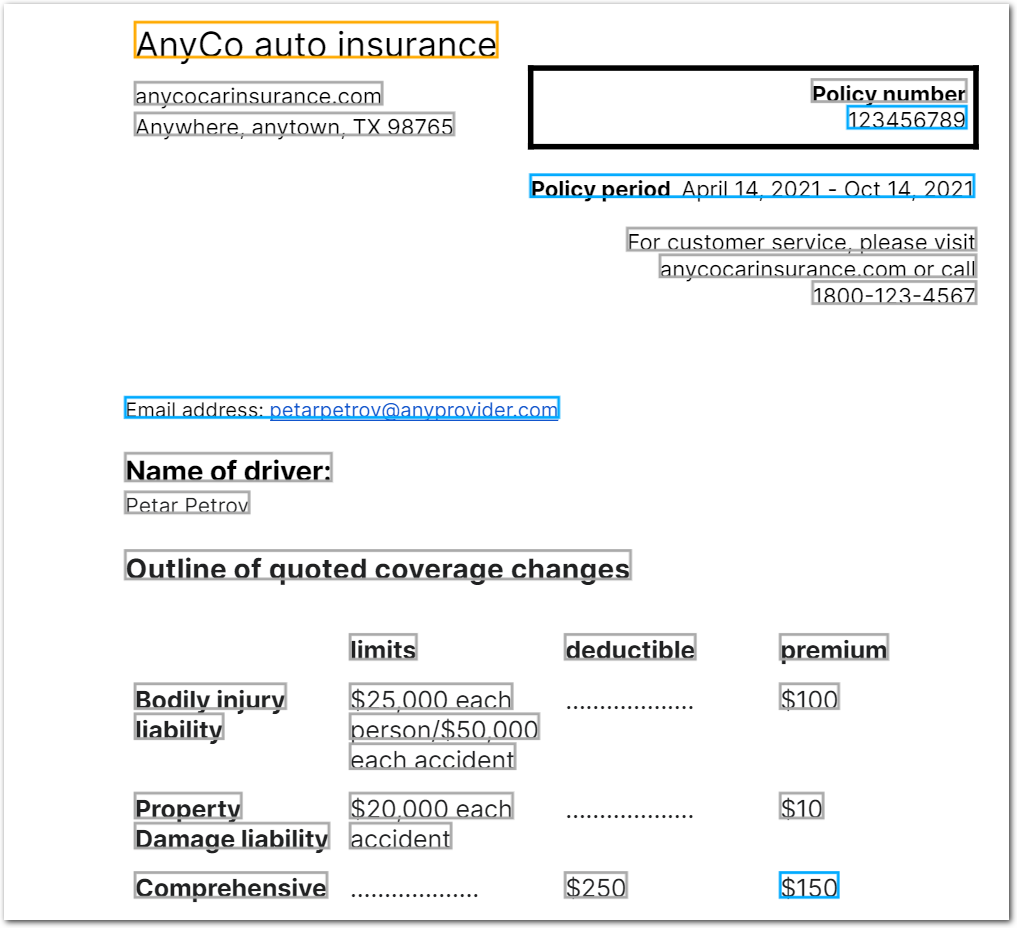 AnyCo auto insurance
anycocarinsurance.com
Anywhere, anytown, TX 98765
Policy number
123456789
Policy period April 14, 2021 - Oct 14, 2021
For customer service, please visit
anycocarinsurance.com or call
1800-123-4567
Email address: petarpetrov@anyprovider.com
Name of driver:
Petar Petrov
Outline of quoted coverage changes
limits deductible premium
Bodily injury $25,000 each ................... $100
liability person/$50,000
each accident
Property $20,000 each ................... $10
Damage liability accident
Comprehensive ................... $250 $150